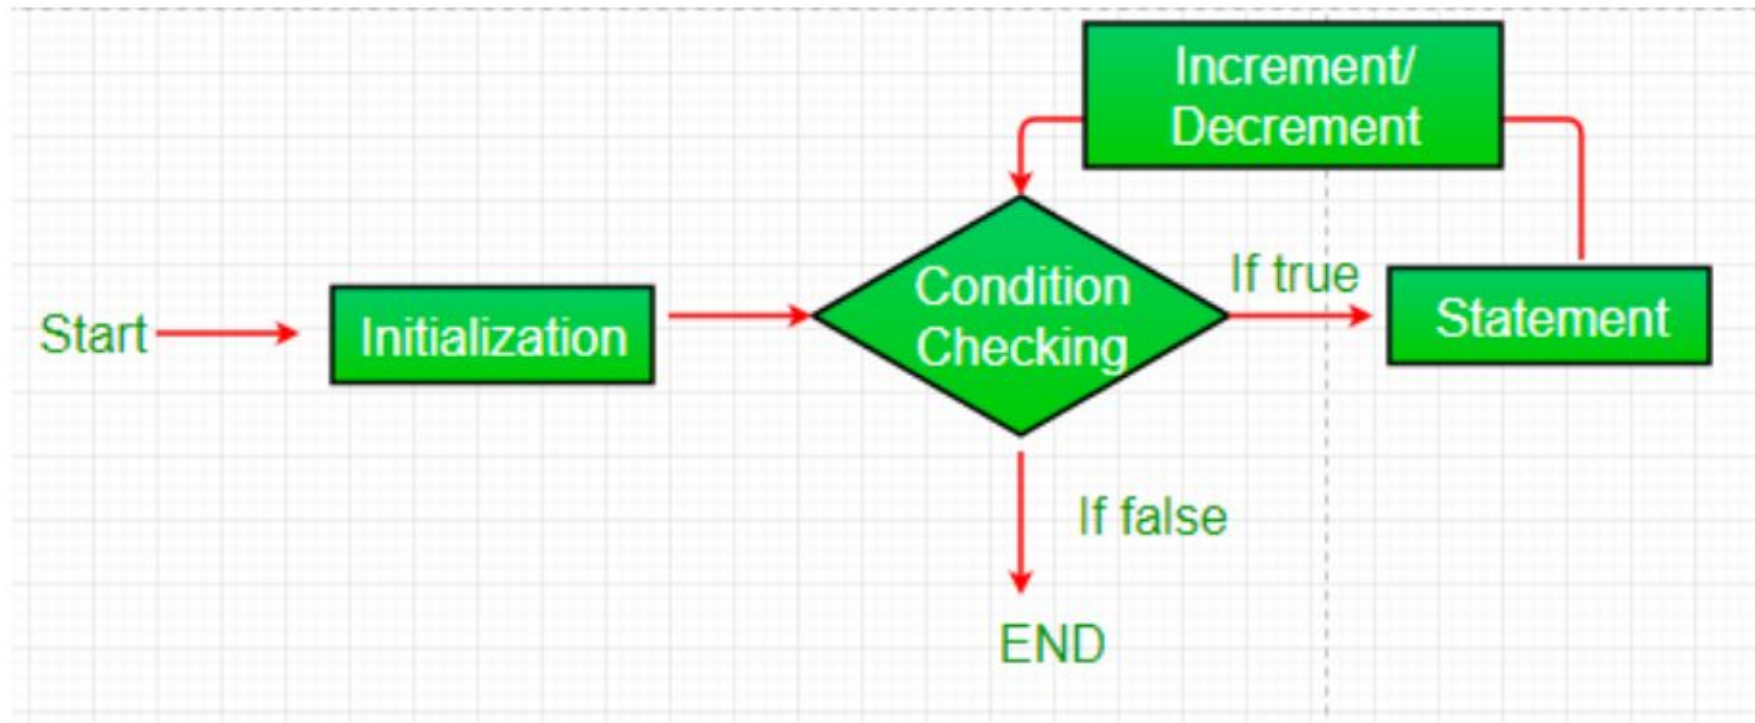 Increment/
Decrement
Start
Initialization
Condition
Checking
If true
Statement
If false
END